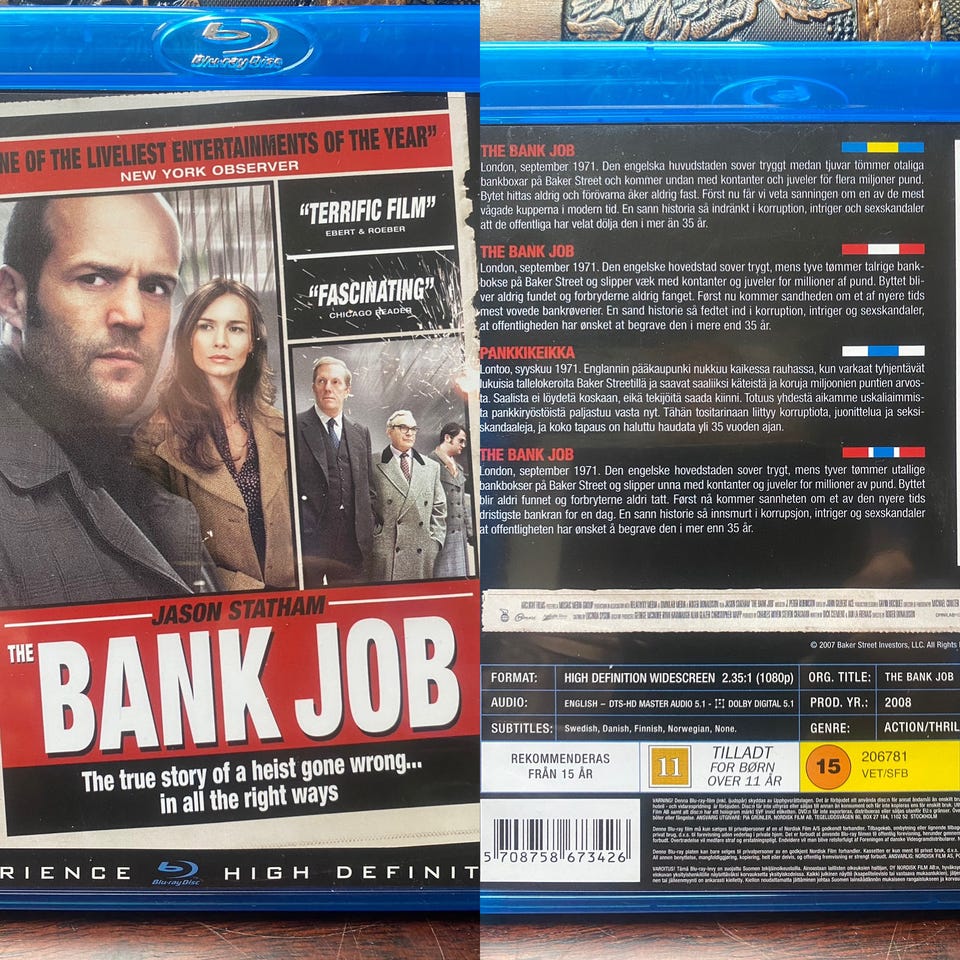 Blu-ray Disc
NE OF THE LIVELIEST ENTERTAINMENTS OF THE YEAR”
NEW YORK OBSERVER
“TERRIFIC FILM”
EBERT & ROEBER
“FASCINATING”
CHICAGO READER
JASON STATHAM
THE BANK JOB
The true story of a heist gone wrong...
in all the right ways
RIENCE Blu-ray Disc HIGH DEFINIT
THE BANK JOB
London, september 1971. Den engelska huvudstaden sover tryggt medan tjuvar tömmer otaliga
bankboxar på Baker Street och kommer undan med kontanter och juveler för flera miljoner pund.
Bytet hittas aldrig och förövarna åker aldrig fast. Först nu får vi veta sanningen om en av de mest
vågade kupperna i modern tid. En sann historia så indränkt i korruption, intriger och sexskandaler
att de offentliga har velat dölja den i mer än 35 år.
THE BANK JOB
London, september 1971. Den engelske hovedstad sover trygt, mens tyve tømmer talrige bank-
bokse på Baker Street og slipper væk med kontanter og juveler for millioner af pund. Byttet bli-
ver aldrig fundet og forbryderne aldrig fanget. Først nu kommer sandheden om et af nyere tids
mest vovede bankrøverier. En sand historie så fedtet ind i korruption, intriger og sexskandaler,
at offentligheden har ønsket at begrave den i mere end 35 år.
PANKKIKEIKKA
Lontoo, syyskuu 1971. Englannin pääkaupunki nukkuu kaikessa rauhassa, kun varkaat tyhjentävät
lukuisia tallelokeroita Baker Streetillä ja saavat saaliiksi käteistä ja koruja miljoonien puntien arvos-
ta. Saalista ei löydetä koskaan, eikä tekijöitä saada kiinni. Totuus yhdestä aikamme uskaliaimmis-
ta pankkiryöstöistä paljastuu vasta nyt. Tähän tositarinaan liittyy korruptiota, juonittelua ja seksi-
skandaaleja, ja koko tapaus on haluttu haudata yli 35 vuoden ajan.
THE BANK JOB
London, september 1971. Den engelske hovedstaden sover trygt, mens tyver tømmer utallige
bankbokser på Baker Street og slipper unna med kontanter og juveler for millioner av pund. Byttet
blir aldri funnet og forbryterne aldri tatt. Først nå kommer sannheten om et av den nyere tids
dristigste bankran for en dag. En sann historie så innsmurt i korrupsjon, intriger og sexskandaler
at offentligheten har ønsket å begrave den i mer enn 35 år.
© 2007 Baker Street Investors, LLC. All Rights
FORMAT: HIGH DEFINITION WIDESCREEN 2.35:1 (1080p) ORG. TITLE: THE BANK JOB
AUDIO: ENGLISH – DTS-HD MASTER AUDIO 5.1 - DOLBY DIGITAL 5.1 PROD. YR.: 2008
SUBTITLES: Swedish, Danish, Finnish, Norwegian, None. GENRE: ACTION/THRIL
REKOMMENDERAS
FRÅN 15 ÅR
11
TILLADT
FOR BØRN
OVER 11 ÅR
15
206781
VET/SFB
5 708758 673426